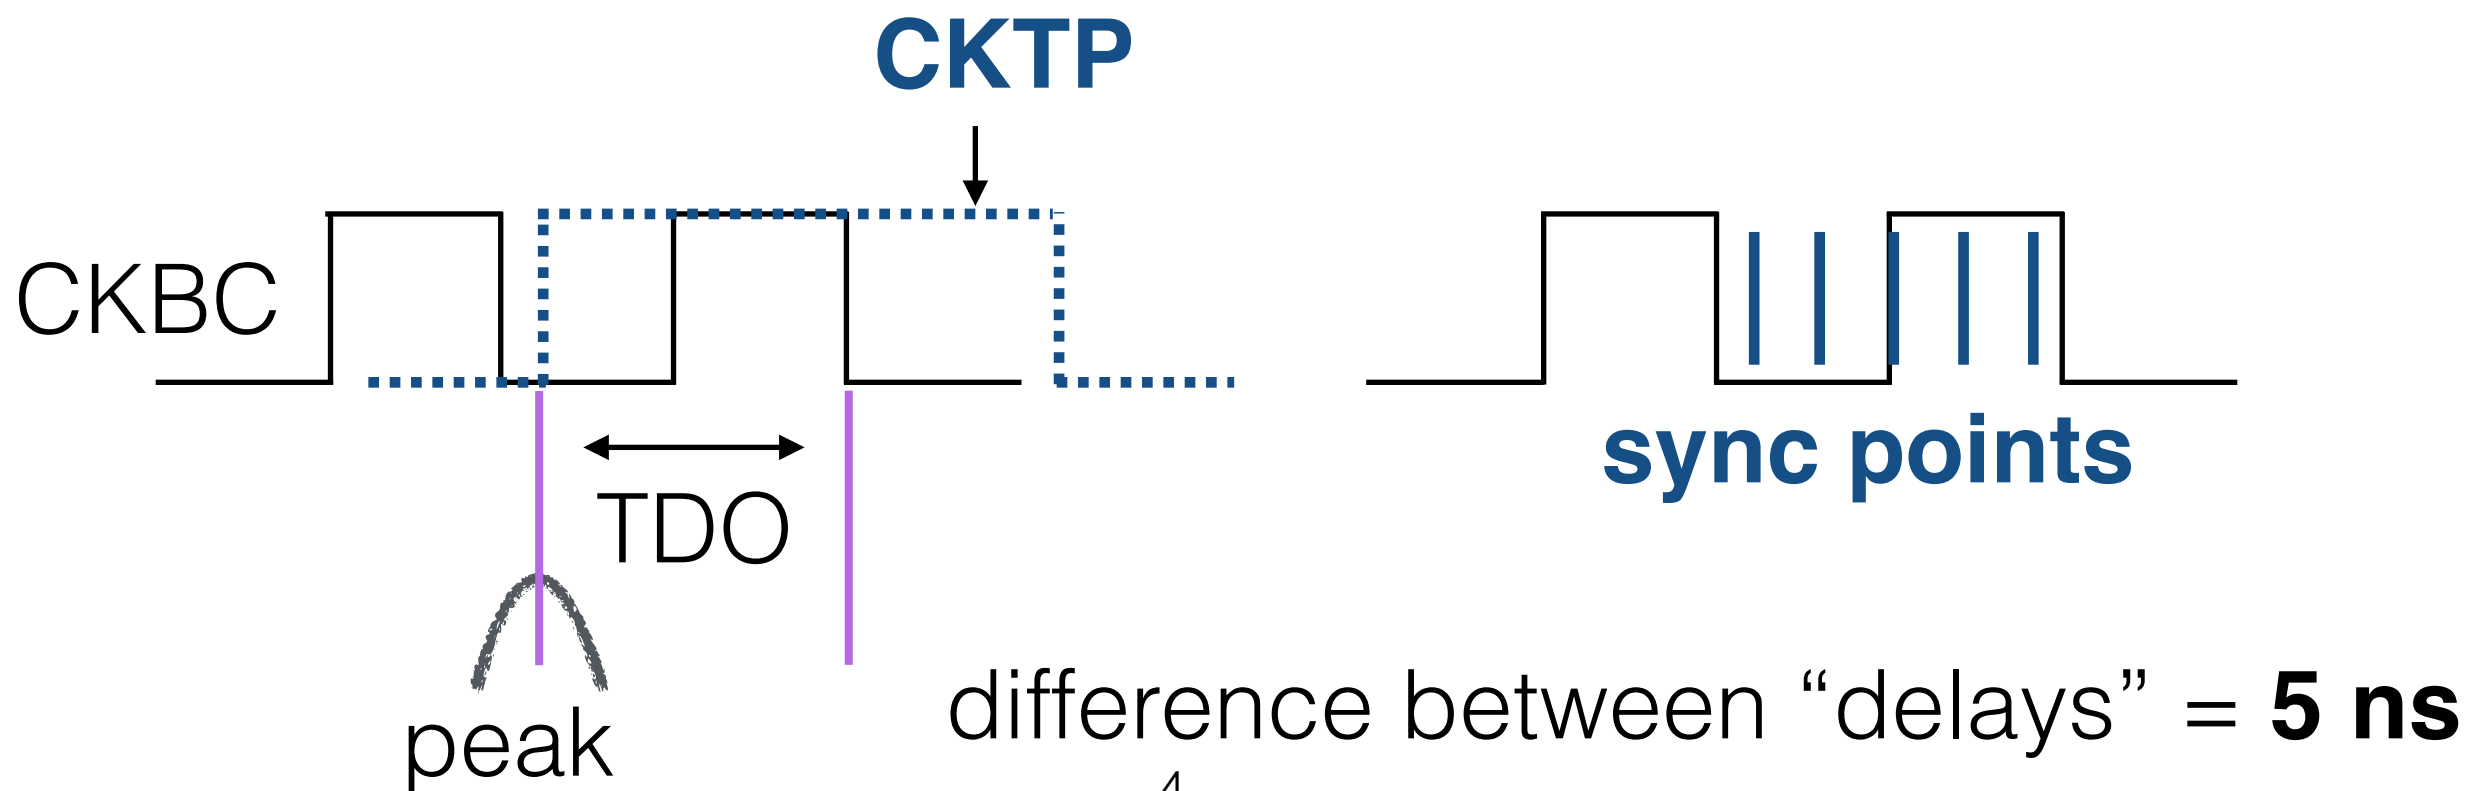 CKTP
CKBC
sync points
TDO
difference between “delays” = 5 ns
peak